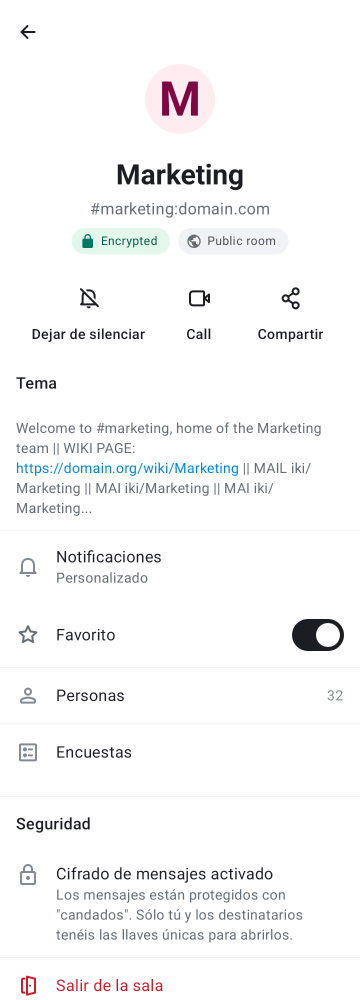 M
Marketing
#marketing:domain.com
Encrypted
Public room
Dejar de silenciar
Call
Compartir
Tema
Welcome to #marketing, home of the Marketing
team || WIKI PAGE:
https://domain.org/wiki/Marketing || MAIL iki/
Marketing || MAI iki/Marketing || MAI iki/
Marketing...
Notificaciones
Personalizado
Favorito
Personas 32
Encuestas
Seguridad
Cifrado de mensajes activado
Los mensajes están protegidos con
"candados". Sólo tú y los destinatarios
tenéis las llaves únicas para abrirlos.
Salir de la sala